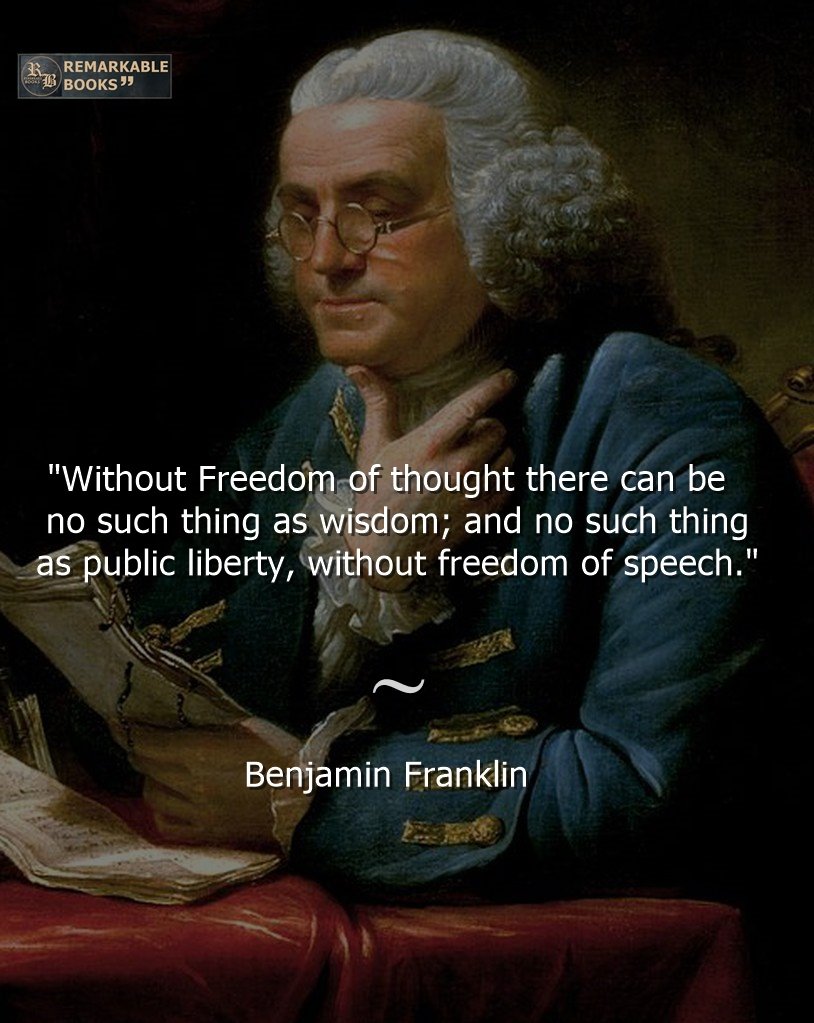 REMARKABLE
BOOKS”
"Without Freedom of thought there can be
no such thing as wisdom; and no such thing
as public liberty, without freedom of speech."
~
Benjamin Franklin